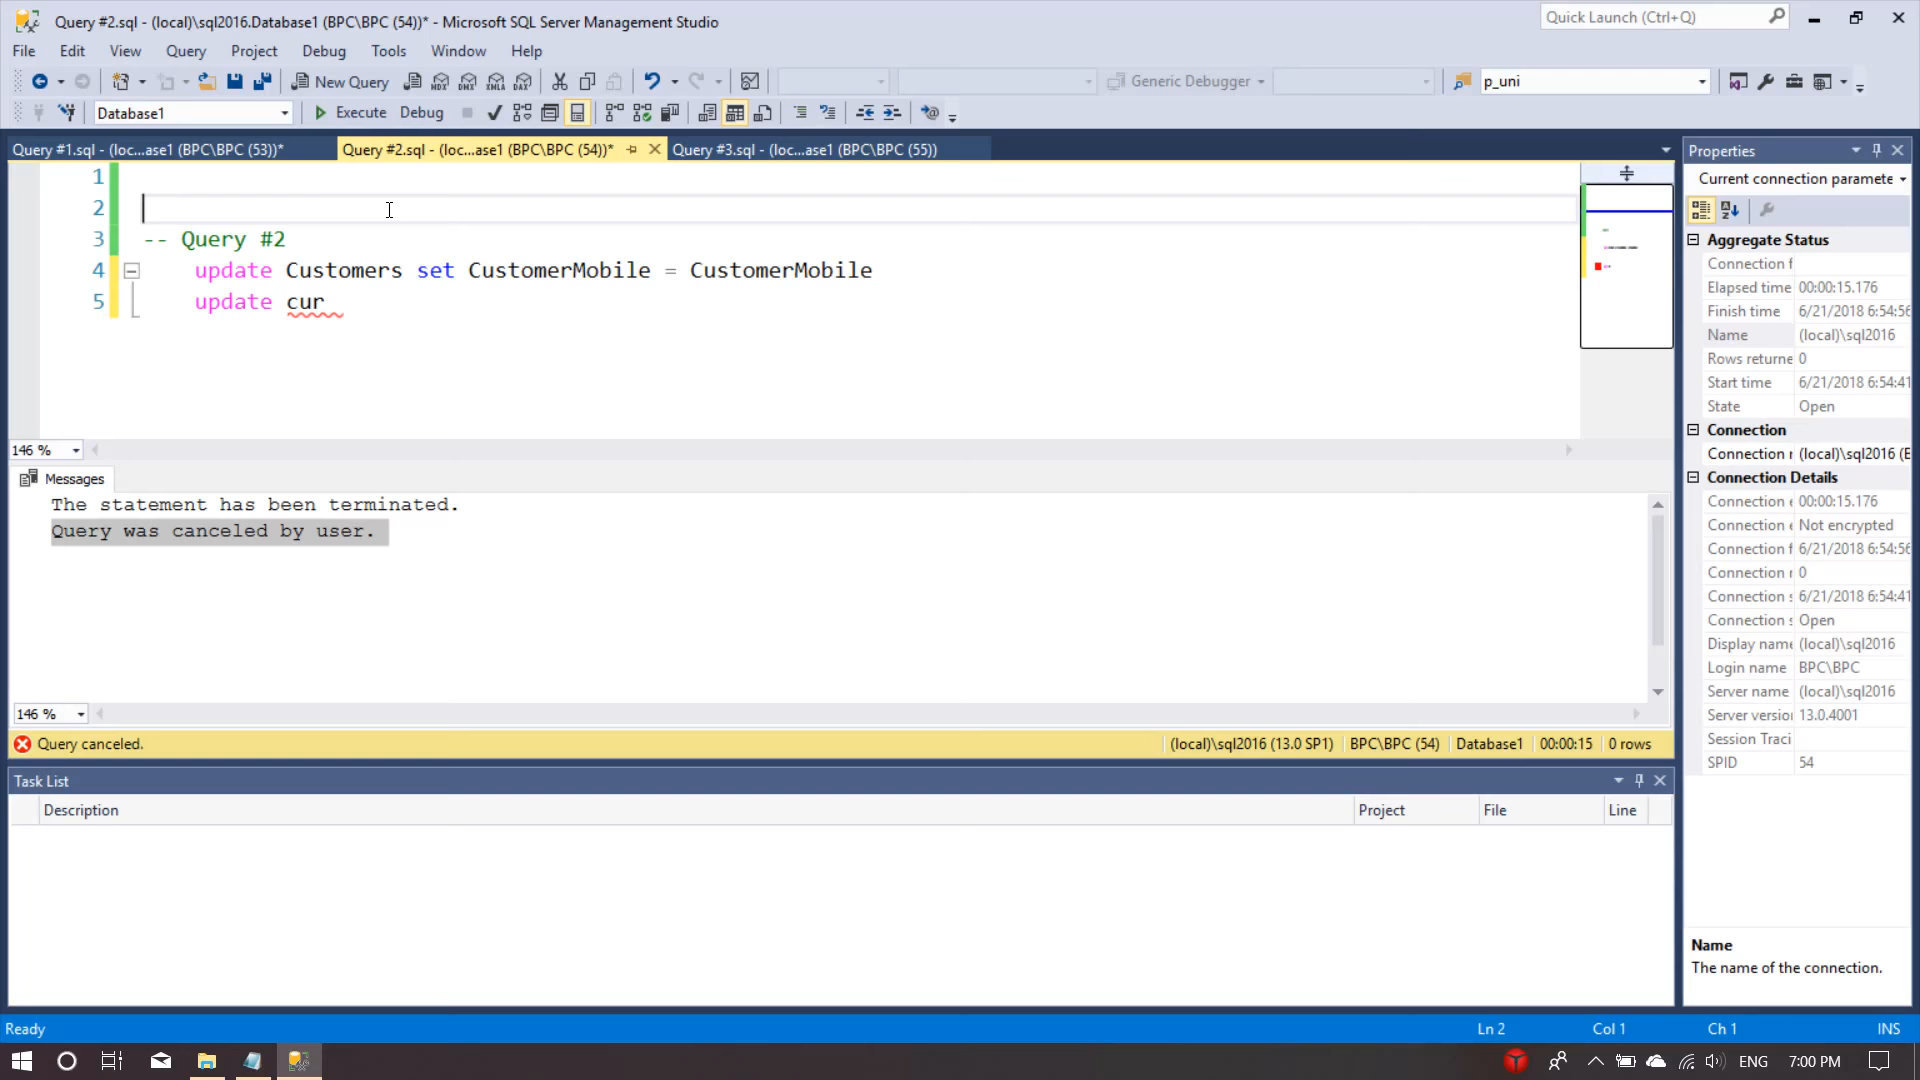 Query #2.sql - (local)\sql2016.Database1 (BPC\BPC (54))* - Microsoft SQL Server Management Studio
Quick Launch (Ctrl+Q)
File Edit View Query Project Debug Tools Window Help
New Query MDX DMX XMLA DAX Generic Debugger p_uni
Database1 Execute Debug
Query #1.sql - (loc...ase1 (BPC\BPC (53))* Query #2.sql - (loc...ase1 (BPC\BPC (54))* Query #3.sql - (loc...ase1 (BPC\BPC (55))
1
2
3 -- Query #2
4 update Customers set CustomerMobile = CustomerMobile
5 update cur
146 %
Messages
The statement has been terminated.
Query was canceled by user.
146 %
Query canceled. (local)\sql2016 (13.0 SP1) BPC\BPC (54) Database1 00:00:15 0 rows
Task List
Description Project File Line
Properties
Current connection paramete
Aggregate Status
Connection f
Elapsed time 00:00:15.176
Finish time 6/21/2018 6:54:56
Name (local)\sql2016
Rows returne 0
Start time 6/21/2018 6:54:41
State Open
Connection
Connection r (local)\sql2016 (B
Connection Details
Connection e 00:00:15.176
Connection e Not encrypted
Connection f 6/21/2018 6:54:56
Connection r 0
Connection s 6/21/2018 6:54:41
Connection s Open
Display name (local)\sql2016
Login name BPC\BPC
Server name (local)\sql2016
Server versior 13.0.4001
Session Traci
SPID 54
Name
The name of the connection.
Ready Ln 2 Col 1 Ch 1 INS
ENG 7:00 PM